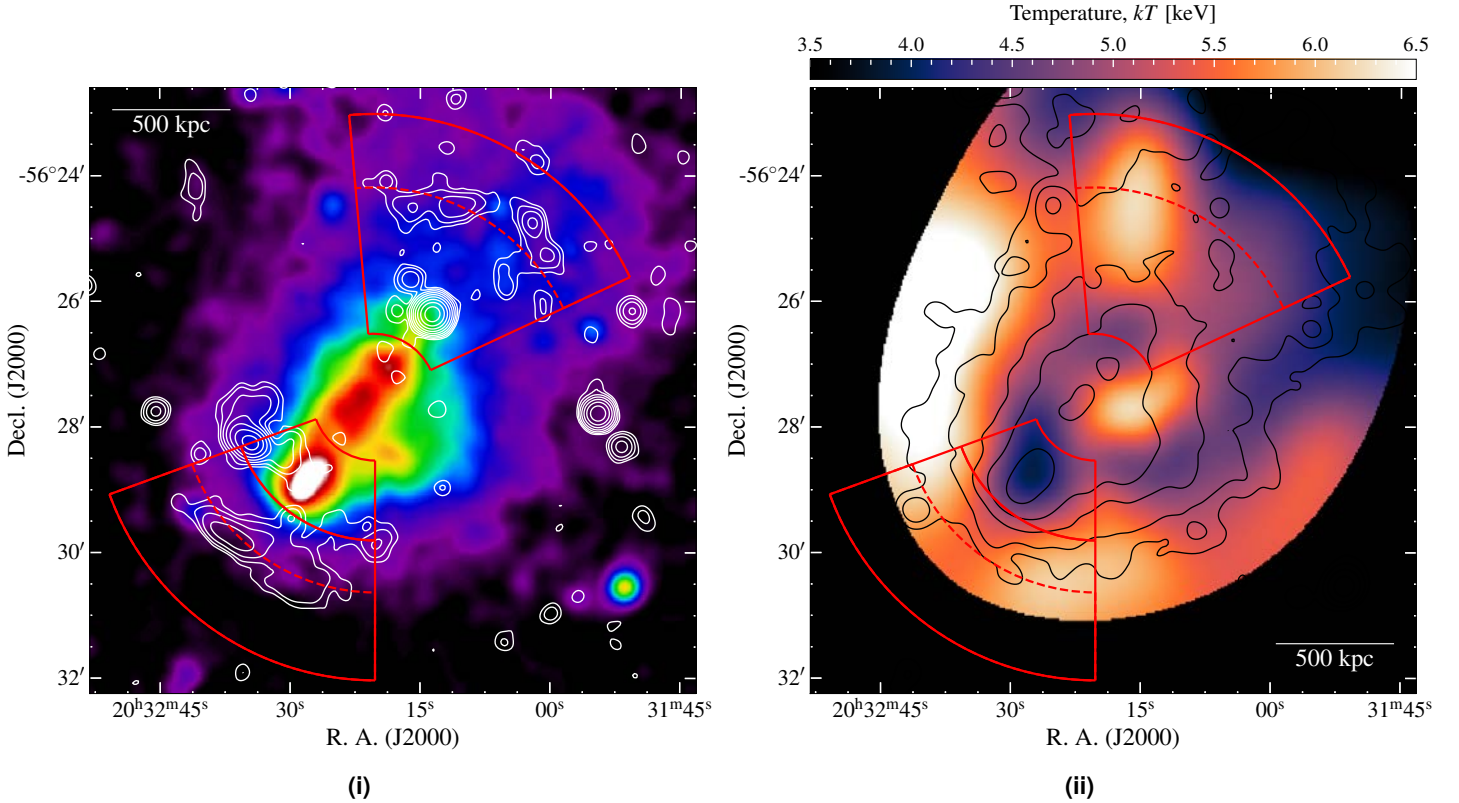 Temperature, kT [keV]
3.5 4.0 4.5 5.0 5.5 6.0 6.5
500 kpc
-56°24′
26′
28′
30′
32′
Decl. (J2000)
20ʰ32ᵐ45ˢ 30ˢ 15ˢ 00ˢ 31ᵐ45ˢ
R. A. (J2000)
(i)
-56°24′
26′
28′
30′
32′
Decl. (J2000)
500 kpc
20ʰ32ᵐ45ˢ 30ˢ 15ˢ 00ˢ 31ᵐ45ˢ
R. A. (J2000)
(ii)